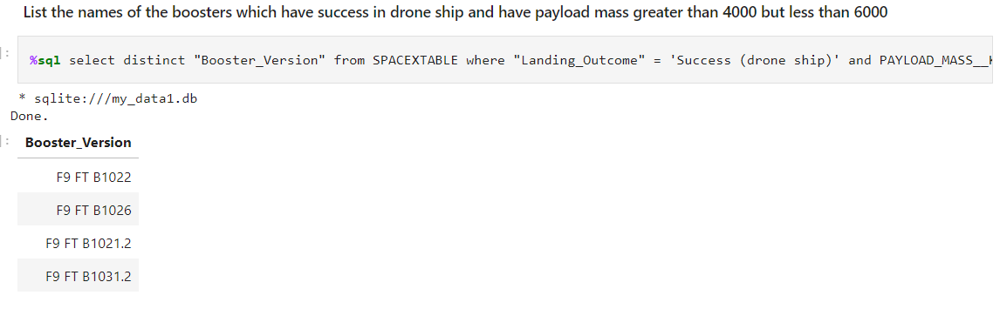 List the names of the boosters which have success in drone ship and have payload mass greater than 4000 but less than 6000
]:
%sql select distinct "Booster_Version" from SPACEXTABLE where "Landing_Outcome" = 'Success (drone ship)' and PAYLOAD_MASS__K
* sqlite:///my_data1.db
Done.
]:
Booster_Version
F9 FT B1022
F9 FT B1026
F9 FT B1021.2
F9 FT B1031.2